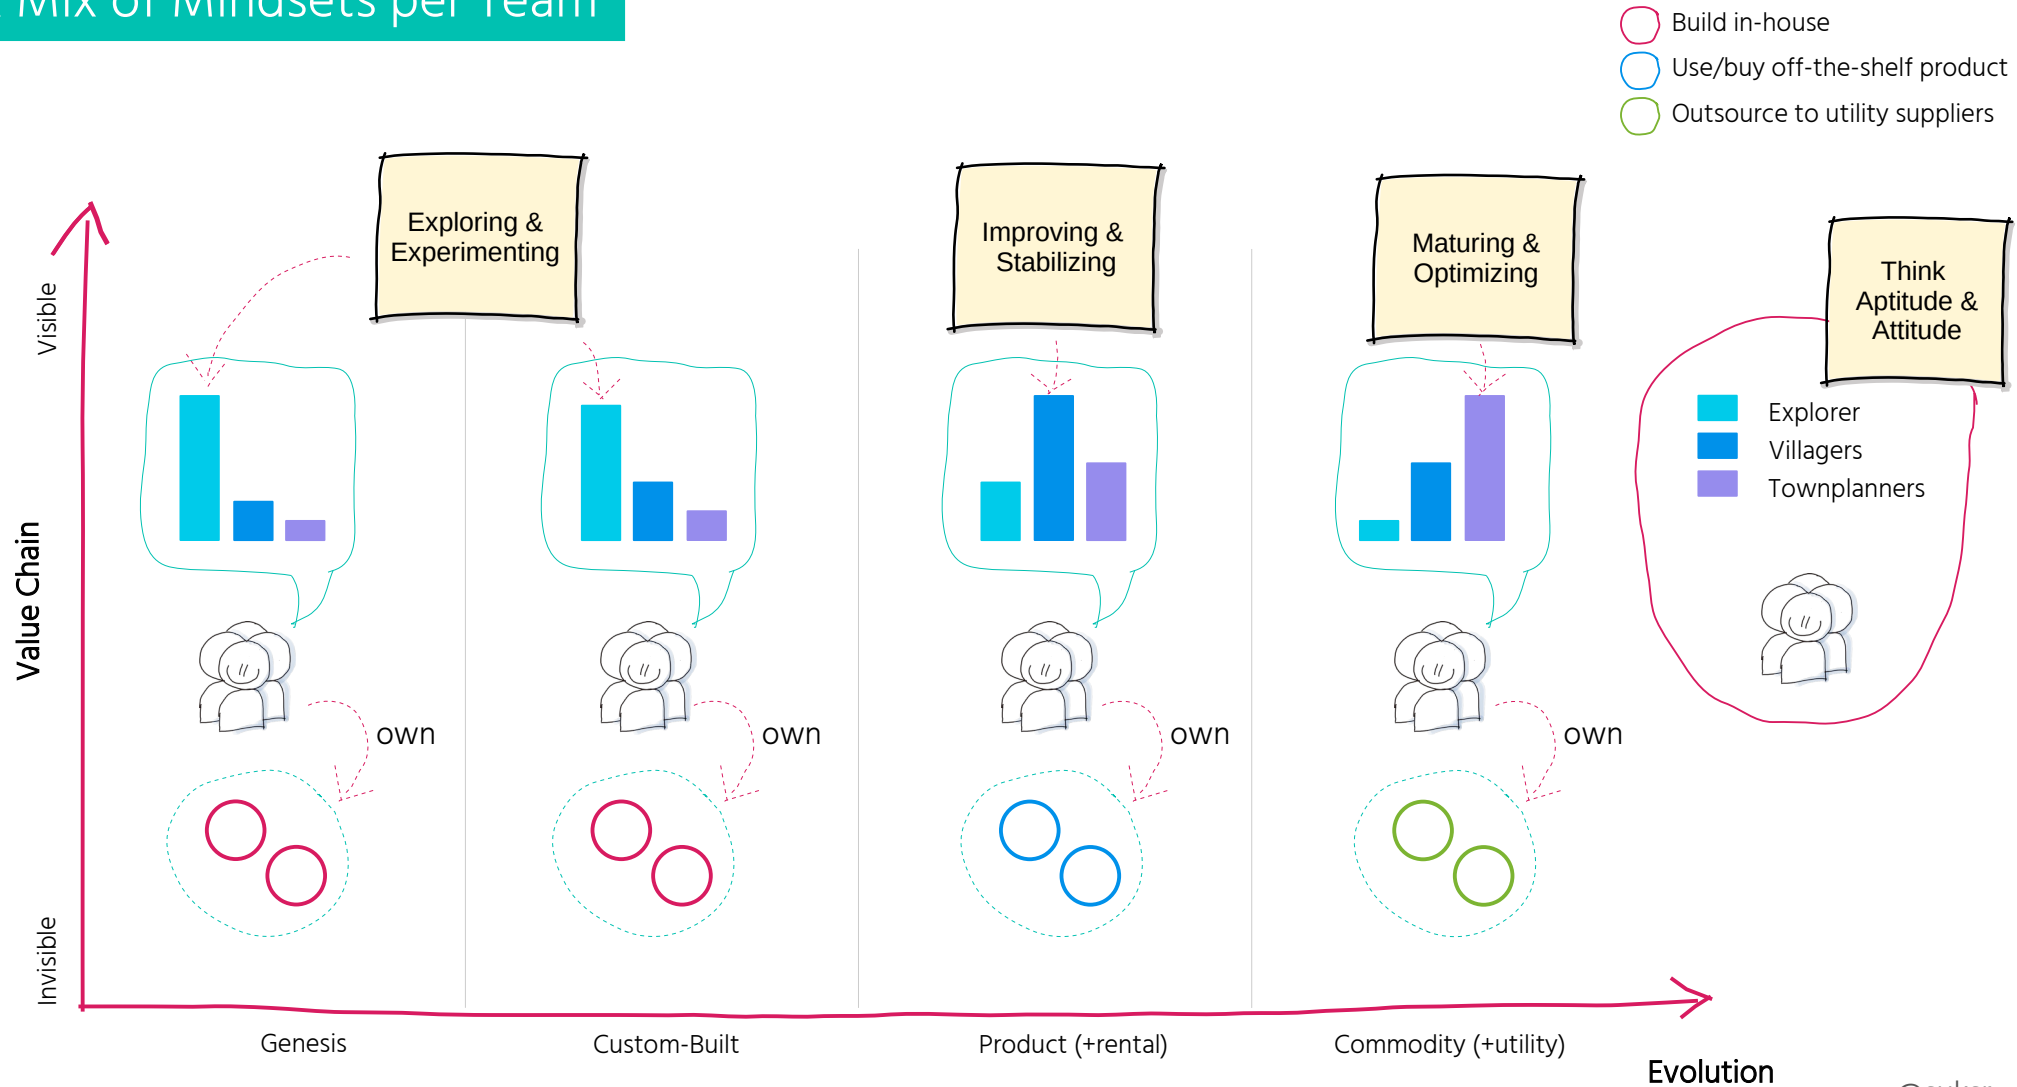 Mix of Mindsets per Team
Build in-house
Use/buy off-the-shelf product
Outsource to utility suppliers
Exploring &
Experimenting
Improving &
Stabilizing
Maturing &
Optimizing
Think
Aptitude &
Attitude
Visible
Value Chain
Invisible
Explorer
Villagers
Townplanners
own
own
own
own
Genesis
Custom-Built
Product (+rental)
Commodity (+utility)
Evolution